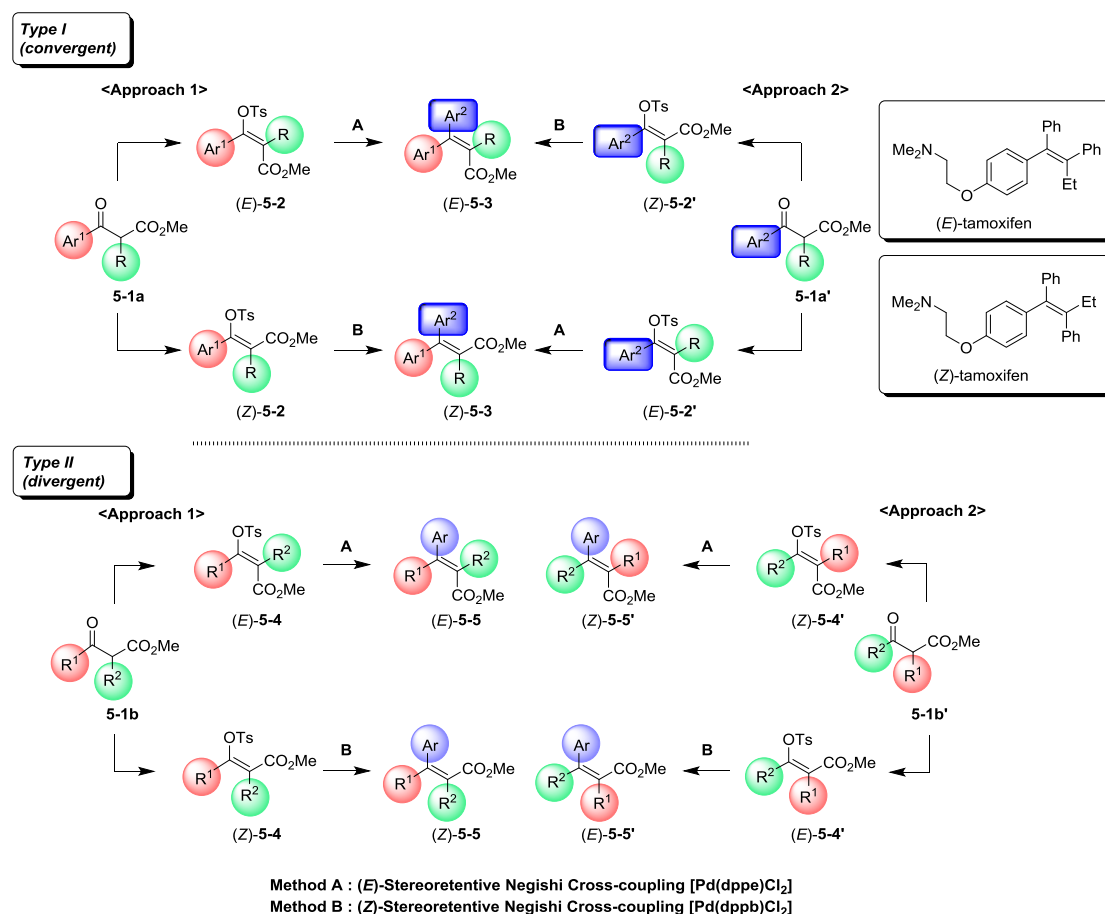 Type I
(convergent)
<Approach 1>
<Approach 2>
OTs
Ar¹
R
CO₂Me
(E)-5-2
A
Ar²
Ar¹
R
CO₂Me
(E)-5-3
B
OTs
Ar²
CO₂Me
R
(Z)-5-2'
O
Ar¹
CO₂Me
R
5-1a
O
Ar²
CO₂Me
R
5-1a'
OTs
Ar¹
CO₂Me
R
(Z)-5-2
B
Ar²
Ar¹
CO₂Me
R
(Z)-5-3
A
OTs
Ar²
R
CO₂Me
(E)-5-2'
Ph
Me₂N
Ph
O
Et
(E)-tamoxifen
Ph
Me₂N
Et
O
Ph
(Z)-tamoxifen
Type II
(divergent)
<Approach 1>
<Approach 2>
OTs
R¹
R²
CO₂Me
(E)-5-4
A
Ar
R¹
R²
CO₂Me
(E)-5-5
Ar
R²
R¹
CO₂Me
(Z)-5-5'
A
OTs
R²
R¹
CO₂Me
(Z)-5-4'
O
R¹
CO₂Me
R²
5-1b
O
R²
CO₂Me
R¹
5-1b'
OTs
R¹
CO₂Me
R²
(Z)-5-4
B
Ar
R¹
CO₂Me
R²
(Z)-5-5
Ar
R²
CO₂Me
R¹
(E)-5-5'
B
OTs
R²
CO₂Me
R¹
(E)-5-4'
Method A : (E)-Stereoretentive Negishi Cross-coupling [Pd(dppe)Cl₂]
Method B : (Z)-Stereoretentive Negishi Cross-coupling [Pd(dppb)Cl₂]